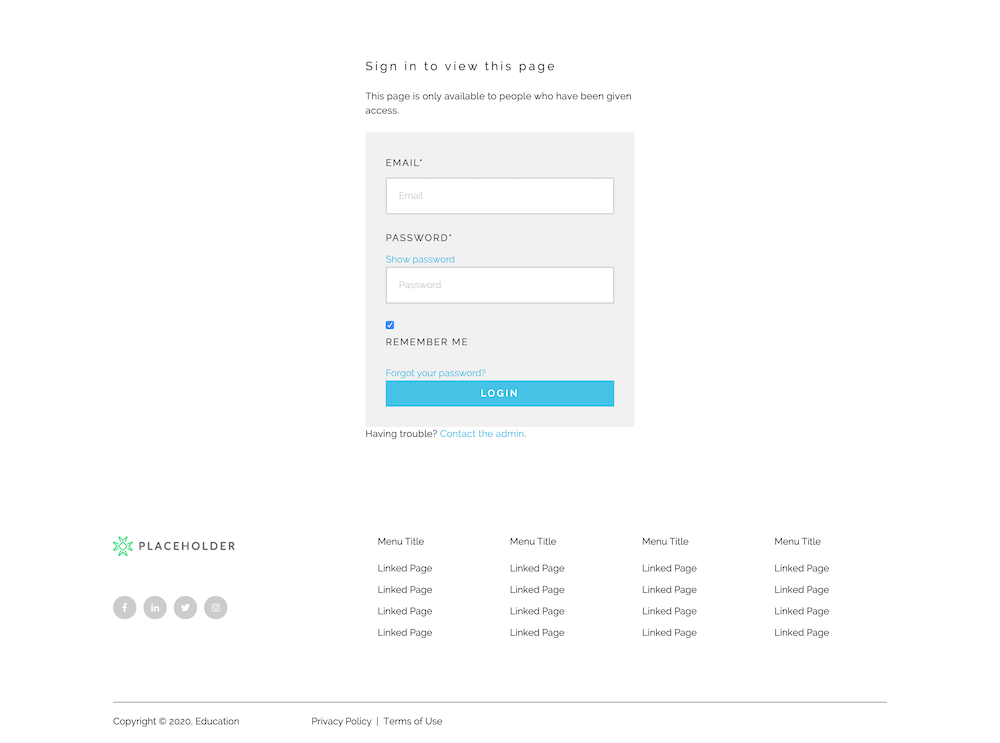 Sign in to view this page
This page is only available to people who have been given
access.
EMAIL*
Email
PASSWORD*
Show password
Password
REMEMBER ME
Forgot your password?
LOGIN
Having trouble? Contact the admin.
PLACEHOLDER
Menu Title
Linked Page
Linked Page
Linked Page
Linked Page
Menu Title
Linked Page
Linked Page
Linked Page
Linked Page
Menu Title
Linked Page
Linked Page
Linked Page
Linked Page
Menu Title
Linked Page
Linked Page
Linked Page
Linked Page
Copyright © 2020, Education
Privacy Policy | Terms of Use